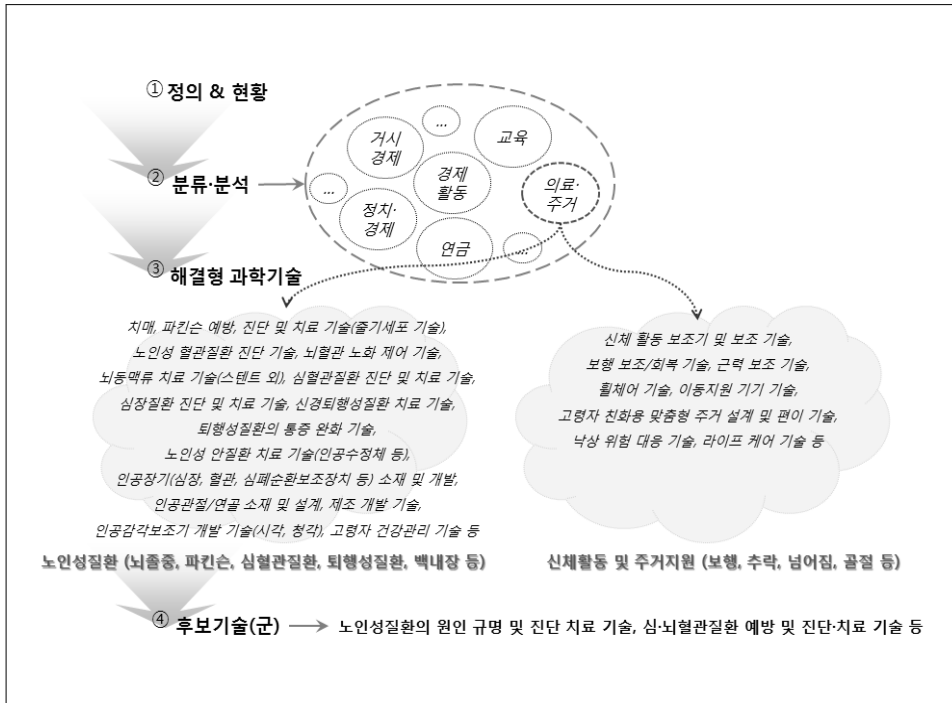 ① 정의 & 현황
② 분류·분석
거시
경제
...
교육
...
경제
활동
의료·
주거
정치·
경제
연금
...
③ 해결형 과학기술
치매, 파킨슨 예방, 진단 및 치료 기술(줄기세포 기술),
노인성 혈관질환 진단 기술, 뇌혈관 노화 제어 기술,
뇌동맥류 치료 기술(스텐트 외), 심혈관질환 진단 및 치료 기술,
심장질환 진단 및 치료 기술, 신경퇴행성질환 치료 기술,
퇴행성질환의 통증 완화 기술,
노인성 안질환 치료 기술(인공수정체 등),
인공장기(심장, 혈관, 심폐순환보조장치 등) 소재 및 개발,
인공관절/연골 소재 및 설계, 제조 개발 기술,
인공감각보조기 개발 기술(시각, 청각), 고령자 건강관리 기술 등
노인성질환 (뇌졸중, 파킨슨, 심혈관질환, 퇴행성질환, 백내장 등)
신체 활동 보조기 및 보조 기술,
보행 보조/회복 기술, 근력 보조 기술,
휠체어 기술, 이동지원 기기 기술,
고령자 친화용 맞춤형 주거 설계 및 편이 기술,
낙상 위험 대응 기술, 라이프 케어 기술 등
신체활동 및 주거지원 (보행, 추락, 넘어짐, 골절 등)
④ 후보기술(군)
노인성질환의 원인 규명 및 진단 치료 기술, 심·뇌혈관질환 예방 및 진단·치료 기술 등